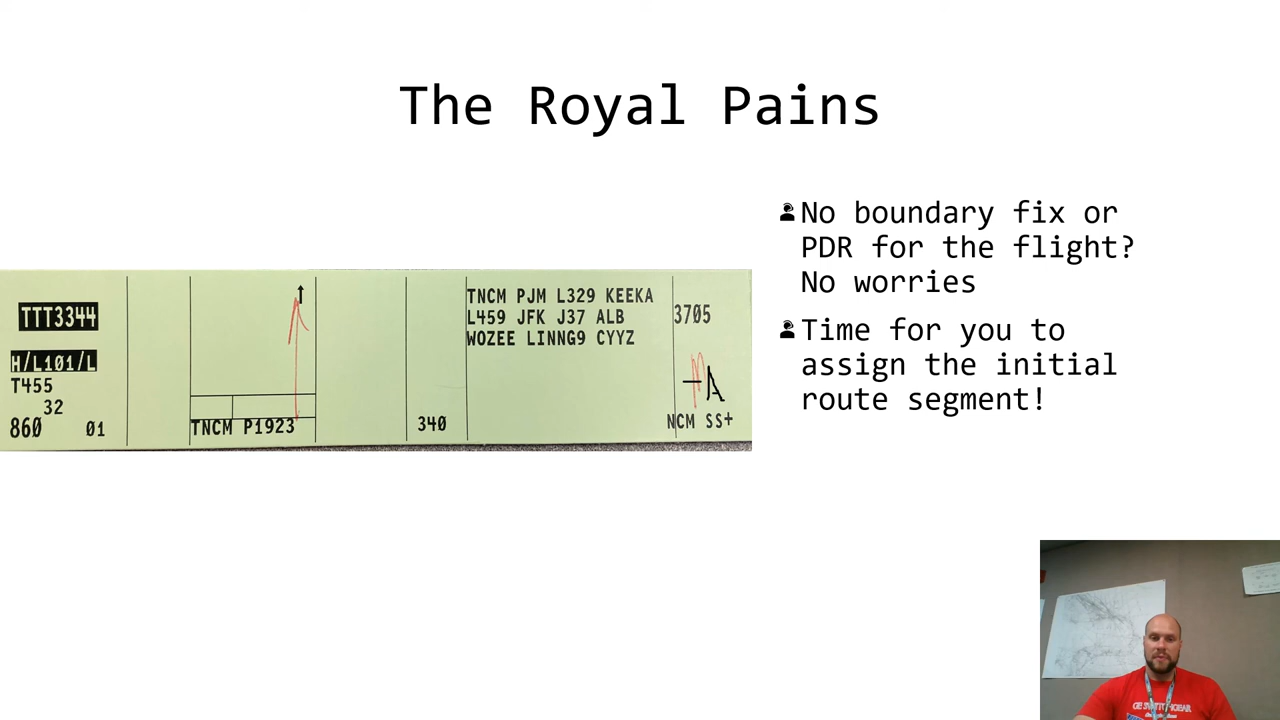 The Royal Pains
No boundary fix or
PDR for the flight?
No worries
Time for you to
assign the initial
route segment!
TTT3344
H/L101/L
T455
32
860 01
TNCM P1923
340
TNCM PJM L329 KEEKA
L459 JFK J37 ALB
WOZEE LINNG9 CYYZ
3705
A
NCM SS+
GE SWITCHGEAR